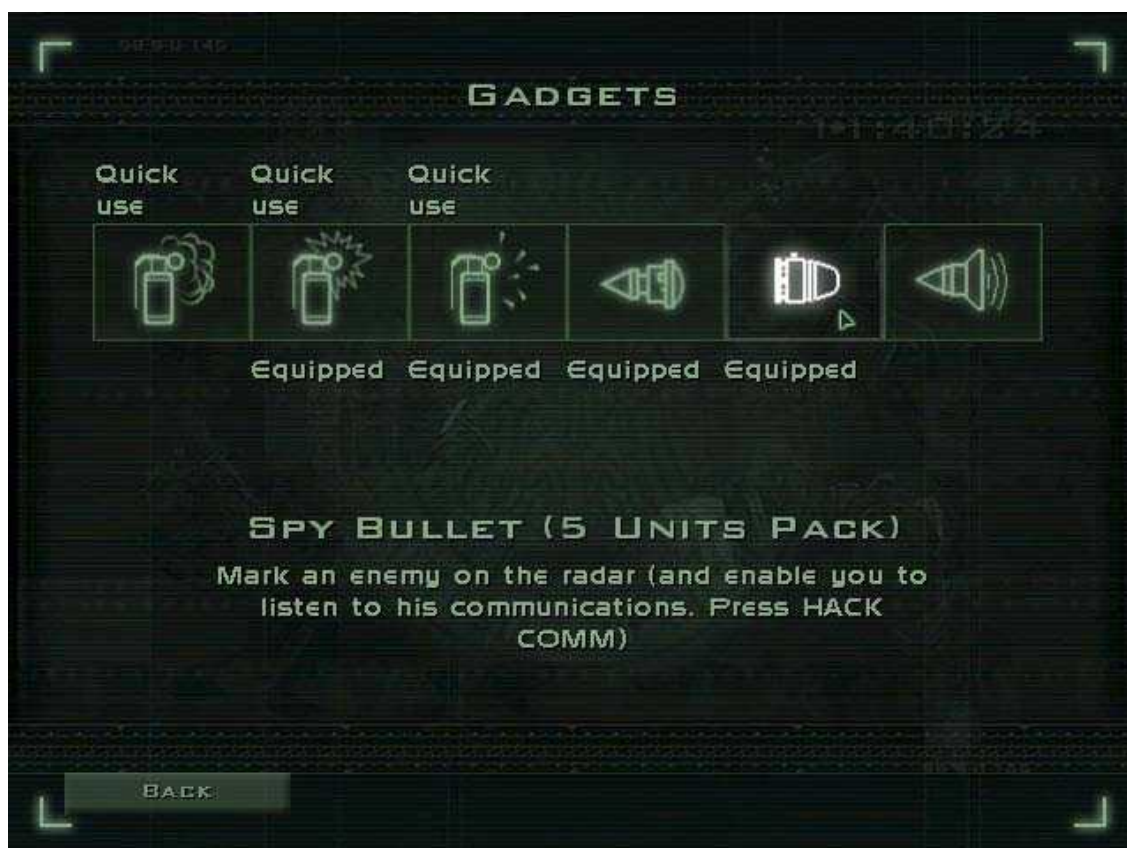 GADGETS
Quick use
Quick use
Quick use
Equipped
Equipped
Equipped
Equipped
SPY BULLET (5 UNITS PACK)
Mark an enemy on the radar (and enable you to
listen to his communications. Press HACK
COMM)
BACK